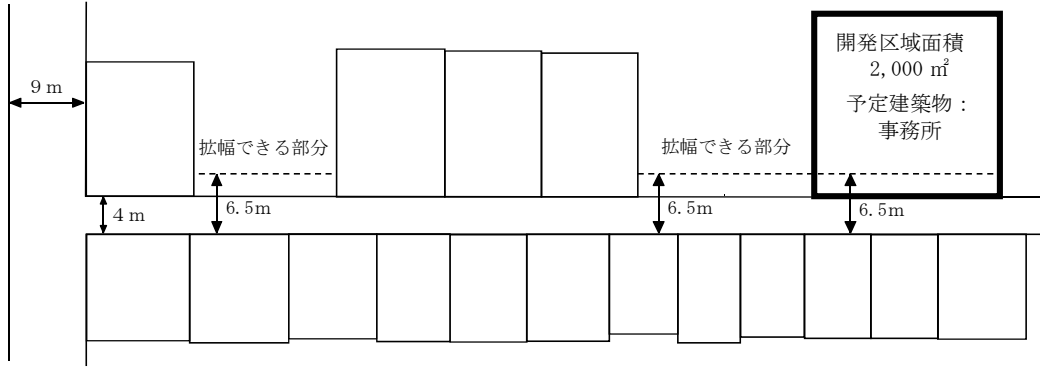 開発区域面積
2,000 ㎡
予定建築物：
事務所
9 m
拡幅できる部分
拡幅できる部分
4 m
6.5m
6.5m
6.5m